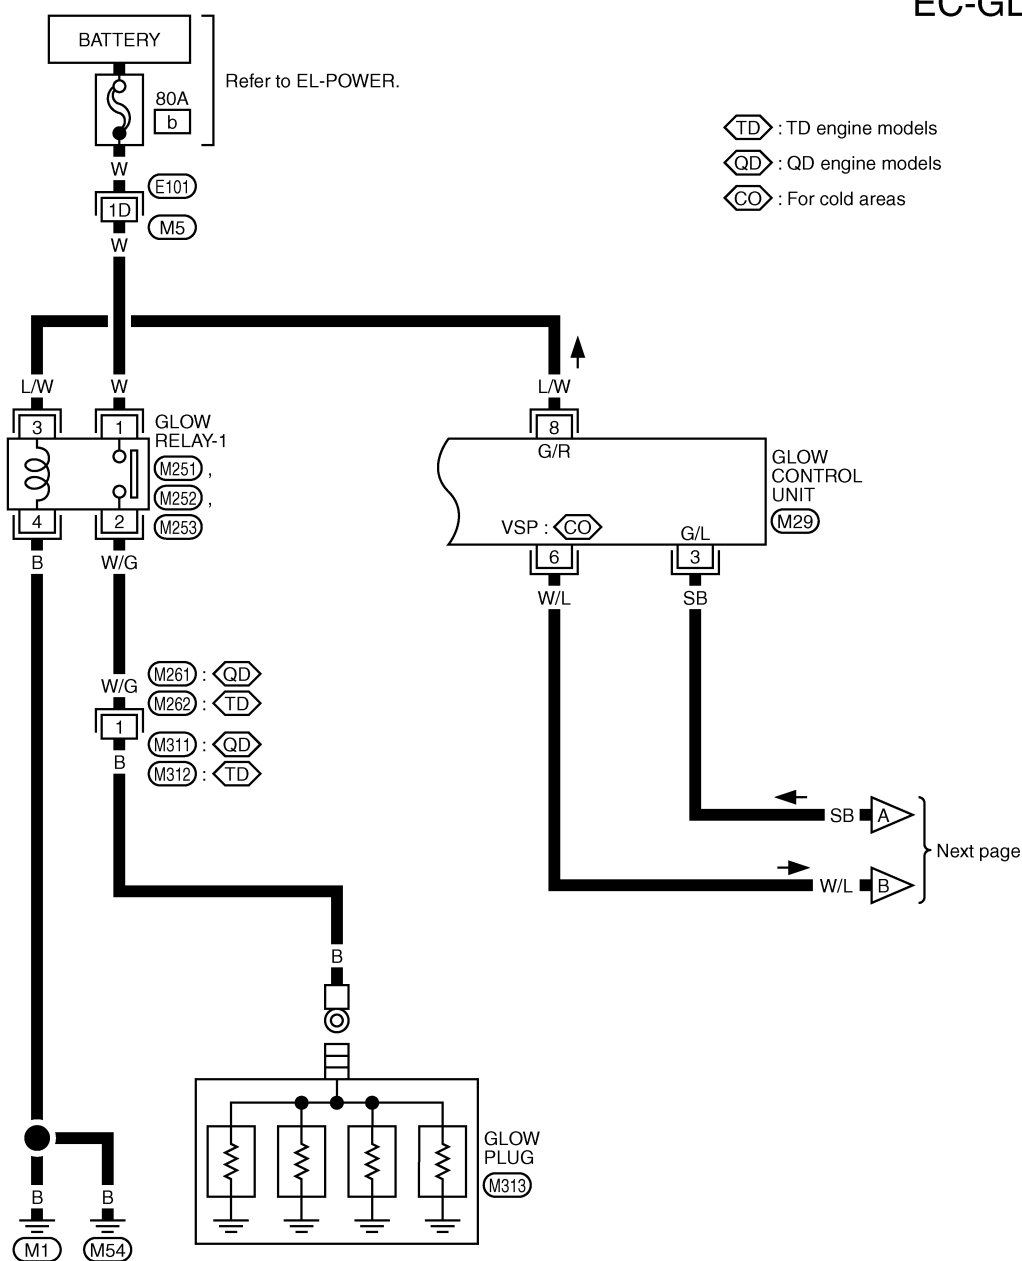 EC-GL
BATTERY
Refer to EL-POWER.
80A
b
TD : TD engine models
QD : QD engine models
CO : For cold areas
W
E101
1D
M5
W
L/W
W
L/W
3
1
GLOW
RELAY-1
M251 ,
M252 ,
M253
4
2
B
W/G
8
G/R
GLOW
CONTROL
UNIT
M29
VSP : CO
G/L
6
3
W/L
SB
W/G
M261 : QD
M262 : TD
1
M311 : QD
M312 : TD
B
SB
A
Next page
W/L
B
B
GLOW
PLUG
M313
B
B
M1
M54